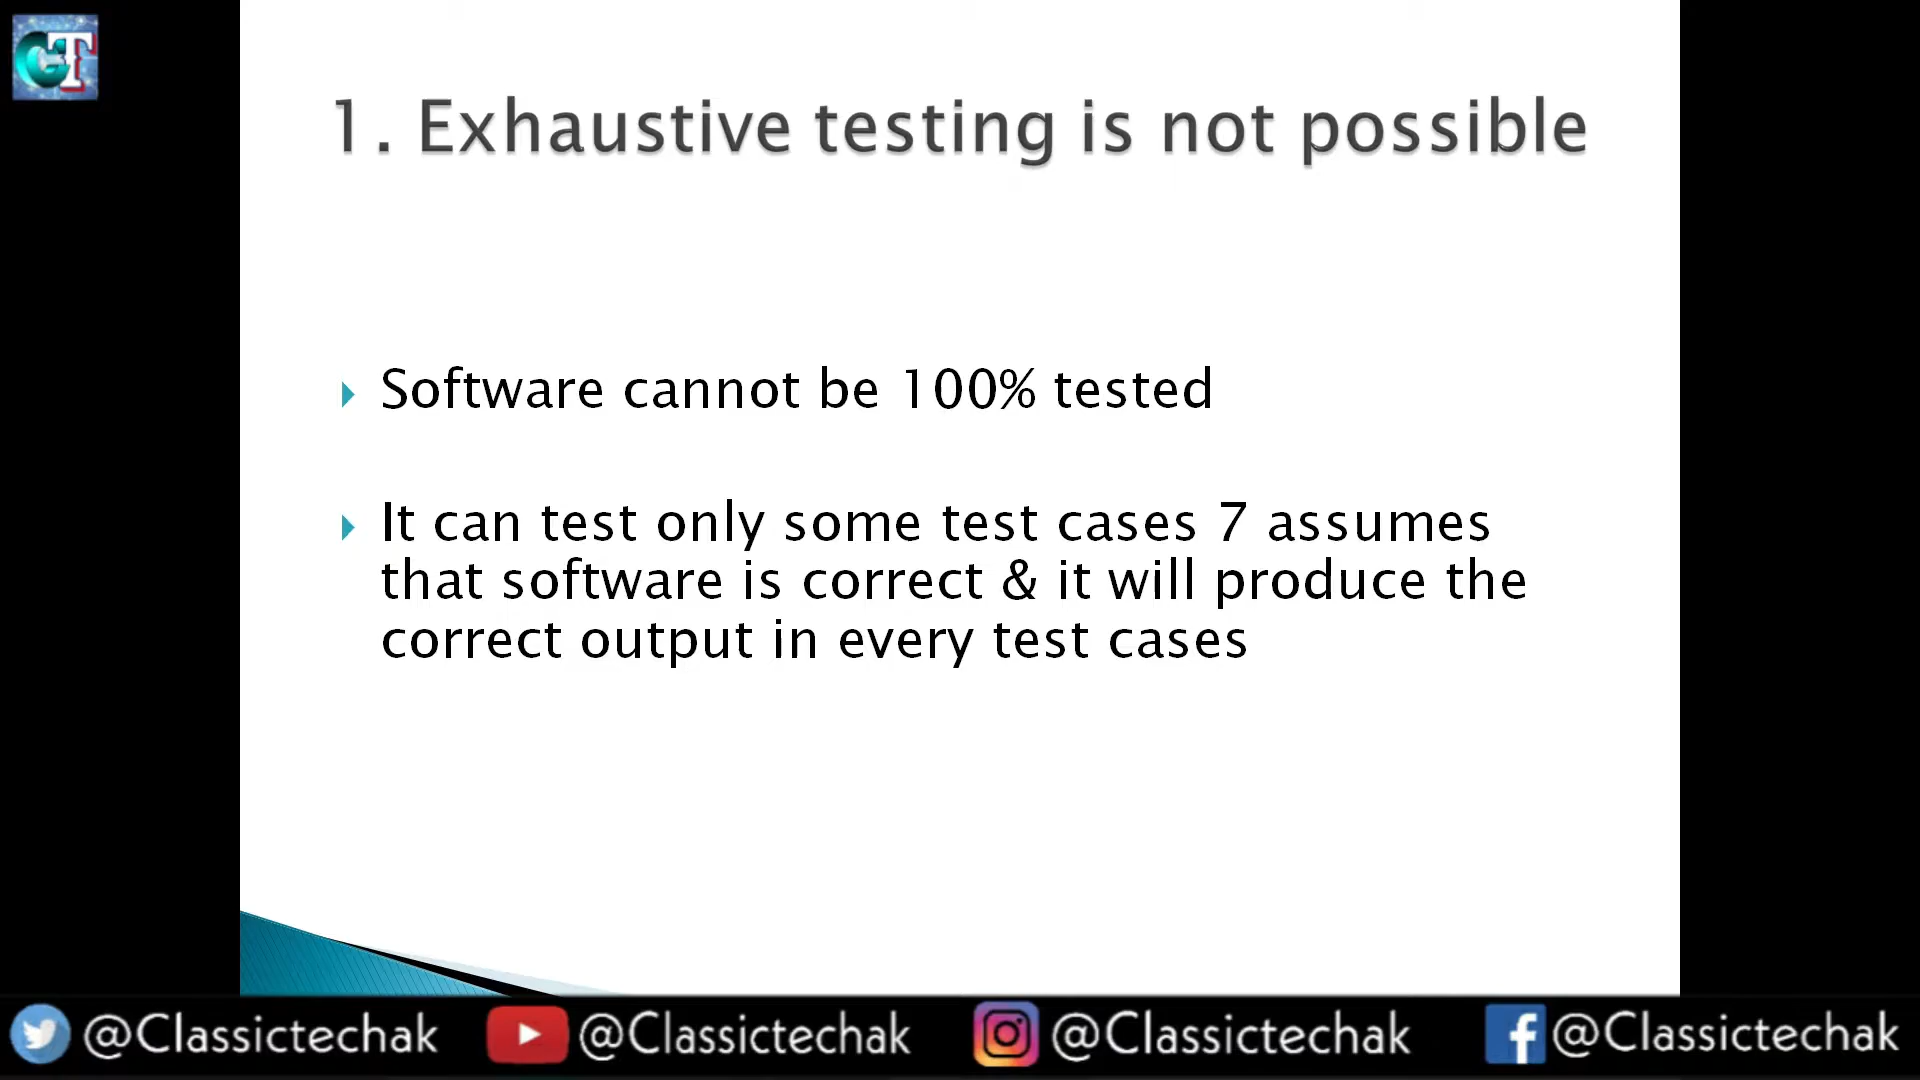 CT
1. Exhaustive testing is not possible
Software cannot be 100% tested
It can test only some test cases 7 assumes
that software is correct & it will produce the
correct output in every test cases
@Classictechak @Classictechak @Classictechak @Classictechak